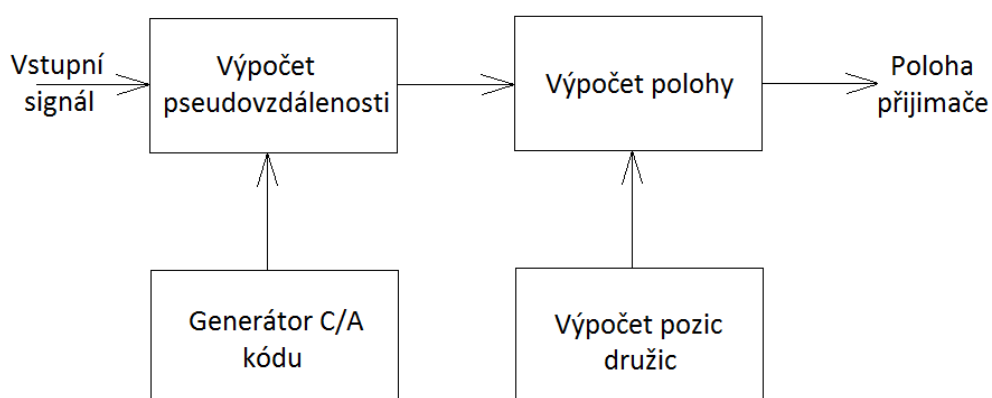 Vstupní
signál
Výpočet
pseudovzdálenosti
Výpočet polohy
Poloha
přijimače
Generátor C/A
kódu
Výpočet pozic
družic